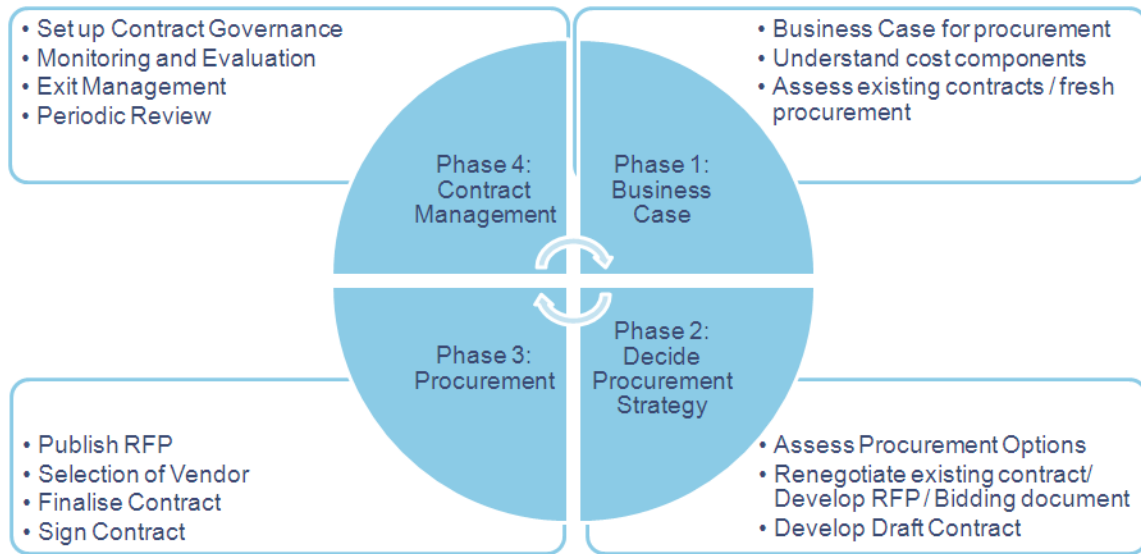 • Set up Contract Governance
• Monitoring and Evaluation
• Exit Management
• Periodic Review
• Business Case for procurement
• Understand cost components
• Assess existing contracts / fresh
procurement
Phase 4:
Contract
Management
Phase 1:
Business
Case
Phase 3:
Procurement
Phase 2:
Decide
Procurement
Strategy
• Publish RFP
• Selection of Vendor
• Finalise Contract
• Sign Contract
• Assess Procurement Options
• Renegotiate existing contract/
Develop RFP / Bidding document
• Develop Draft Contract